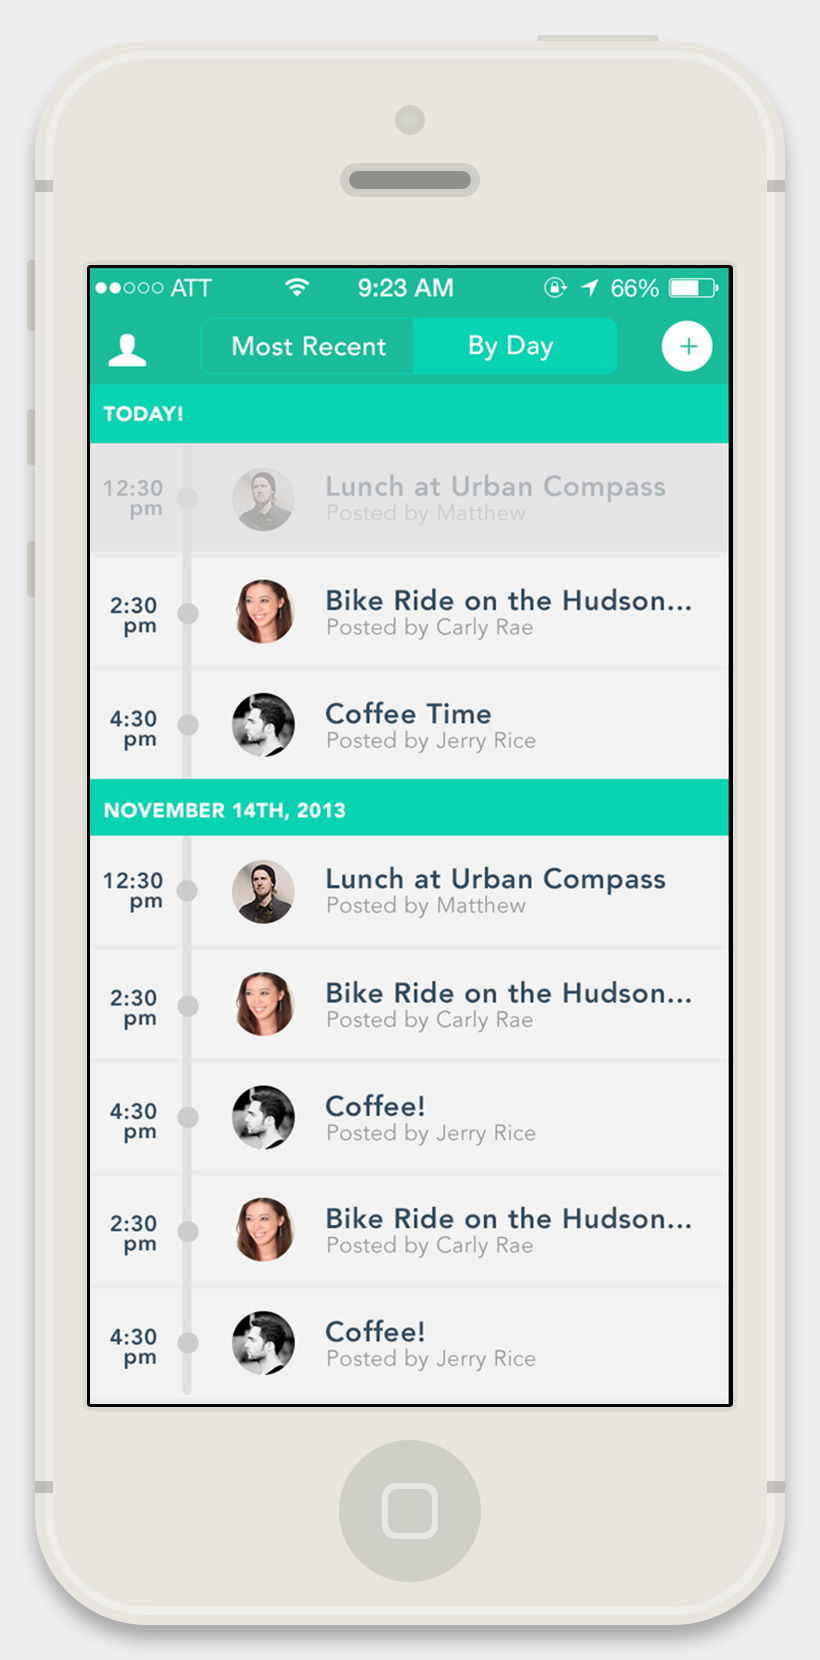 ATT 9:23 AM 66%
Most Recent By Day +
TODAY!
12:30 pm
Lunch at Urban Compass
Posted by Matthew
2:30 pm
Bike Ride on the Hudson...
Posted by Carly Rae
4:30 pm
Coffee Time
Posted by Jerry Rice
NOVEMBER 14TH, 2013
12:30 pm
Lunch at Urban Compass
Posted by Matthew
2:30 pm
Bike Ride on the Hudson...
Posted by Carly Rae
4:30 pm
Coffee!
Posted by Jerry Rice
2:30 pm
Bike Ride on the Hudson...
Posted by Carly Rae
4:30 pm
Coffee!
Posted by Jerry Rice